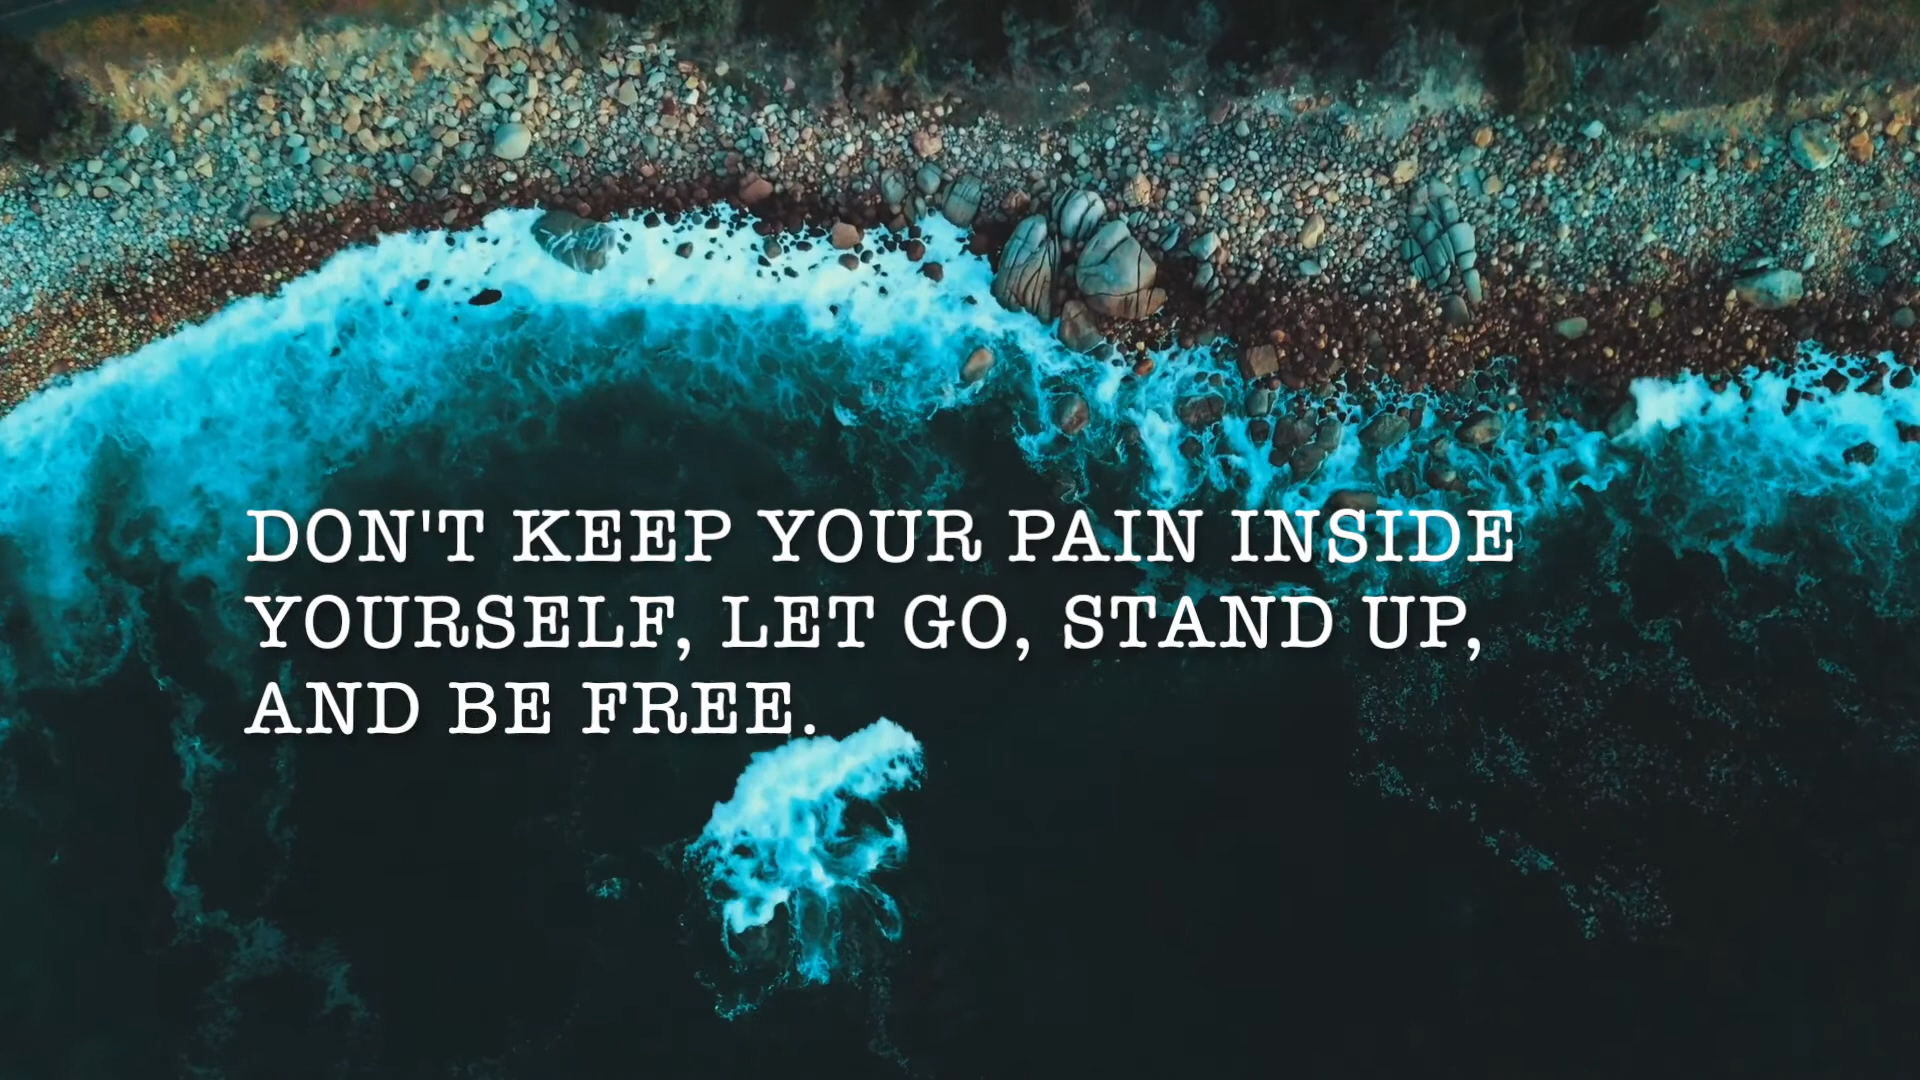 DON'T KEEP YOUR PAIN INSIDE
YOURSELF, LET GO, STAND UP,
AND BE FREE.